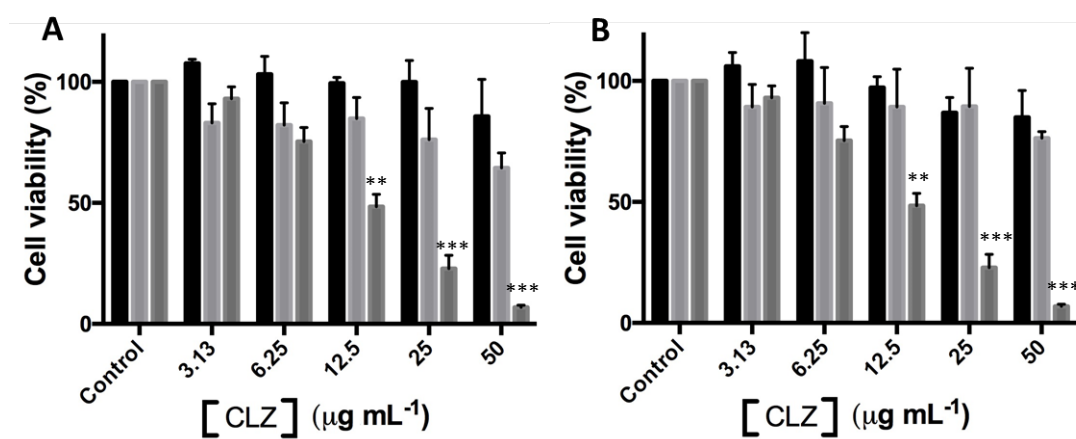 A
Cell viability (%)
100
50
0
**
***
***
Control
3.13
6.25
12.5
25
50
[CLZ] (μg mL-1)
B
Cell viability (%)
100
50
0
**
***
***
Control
3.13
6.25
12.5
25
50
[CLZ] (μg mL-1)